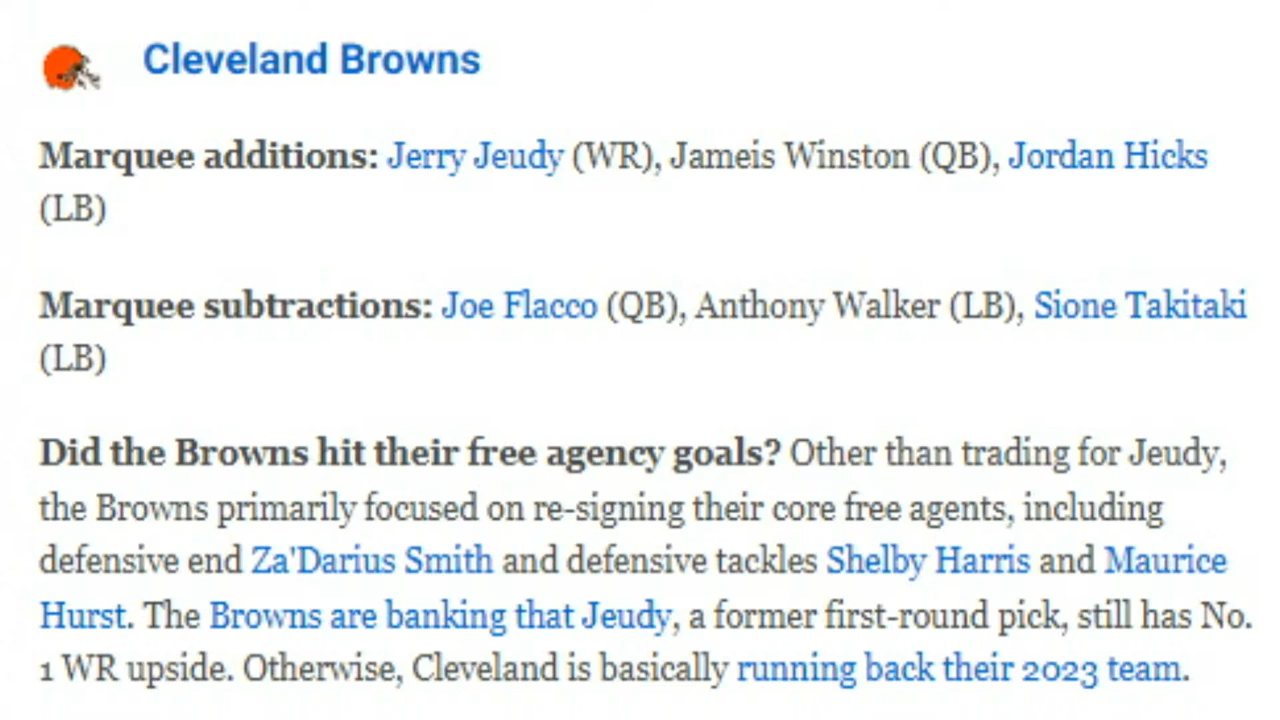 Cleveland Browns
Marquee additions: Jerry Jeudy (WR), Jameis Winston (QB), Jordan Hicks
(LB)
Marquee subtractions: Joe Flacco (QB), Anthony Walker (LB), Sione Takitaki
(LB)
Did the Browns hit their free agency goals? Other than trading for Jeudy,
the Browns primarily focused on re-signing their core free agents, including
defensive end Za'Darius Smith and defensive tackles Shelby Harris and Maurice
Hurst. The Browns are banking that Jeudy, a former first-round pick, still has No.
1 WR upside. Otherwise, Cleveland is basically running back their 2023 team.